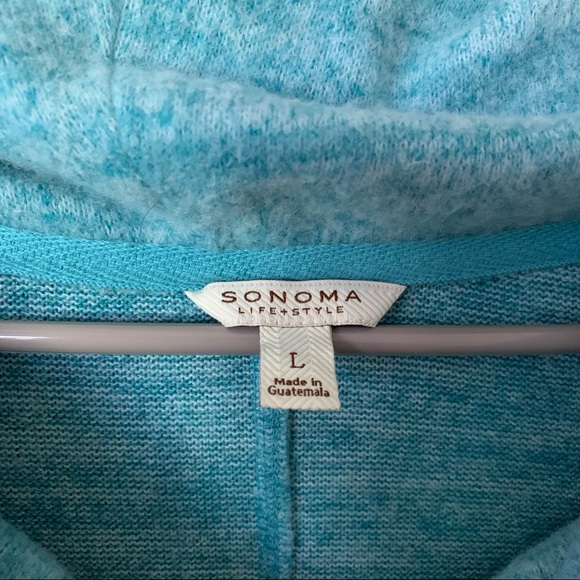 SONOMA
LIFE+STYLE
L
Made in
Guatemala